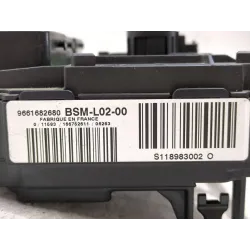 9661682680 BSM-L02-00
FABRIQUE EN FRANCE
S118983002 O